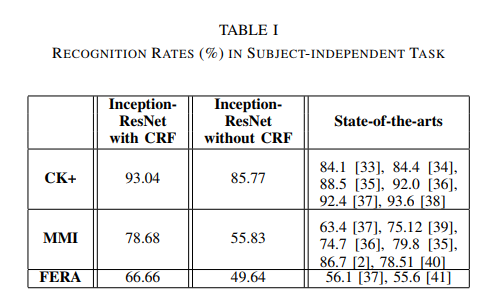 TABLE I
RECOGNITION RATES (%) IN SUBJECT-INDEPENDENT TASK
Inception-
ResNet
with CRF
Inception-
ResNet
without CRF
State-of-the-arts
CK+
93.04
85.77
84.1 [33], 84.4 [34],
88.5 [35], 92.0 [36],
92.4 [37], 93.6 [38]
MMI
78.68
55.83
63.4 [37], 75.12 [39],
74.7 [36], 79.8 [35],
86.7 [2], 78.51 [40]
FERA
66.66
49.64
56.1 [37], 55.6 [41]